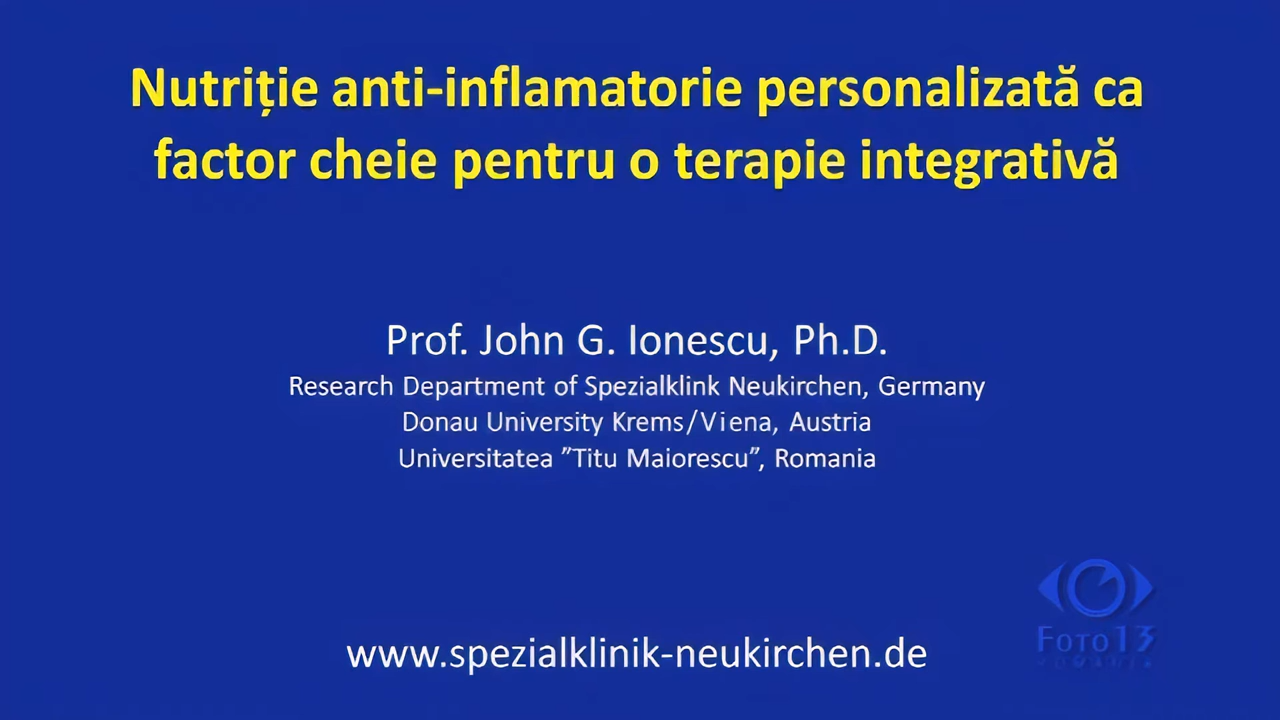 Nutriție anti-inflamatorie personalizată ca
factor cheie pentru o terapie integrativă
Prof. John G. Ionescu, Ph.D.
Research Department of Spezialklink Neukirchen, Germany
Donau University Krems/Viena, Austria
Universitatea ”Titu Maiorescu”, Romania
Foto13
www.spezialklinik-neukirchen.de